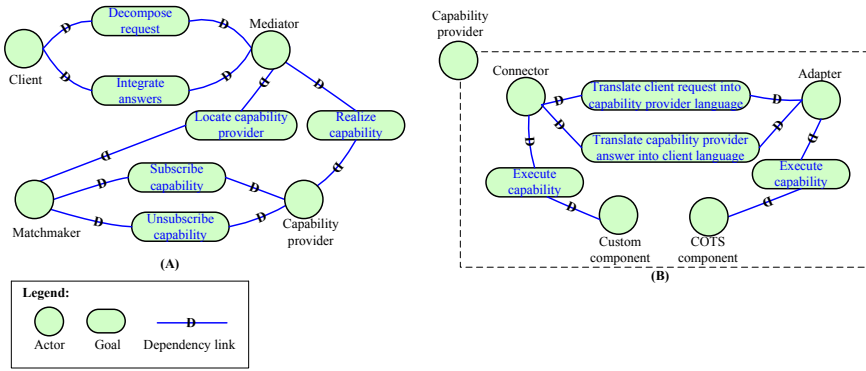 Client
Decompose
request
D
D
Mediator
D
D
Integrate
answers
D
D
Locate capability
provider
Realize
capability
D
D
Matchmaker
D
Subscribe
capability
D
D
Unsubscribe
capability
D
Capability
provider
(A)
Capability
provider
Connector
D
Translate client request into
capability provider language
D
Adapter
D
Translate capability provider
answer into client language
D
D
D
Execute
capability
Execute
capability
D
D
Custom
component
COTS
component
(B)
Legend:
Actor
Goal
D
Dependency link